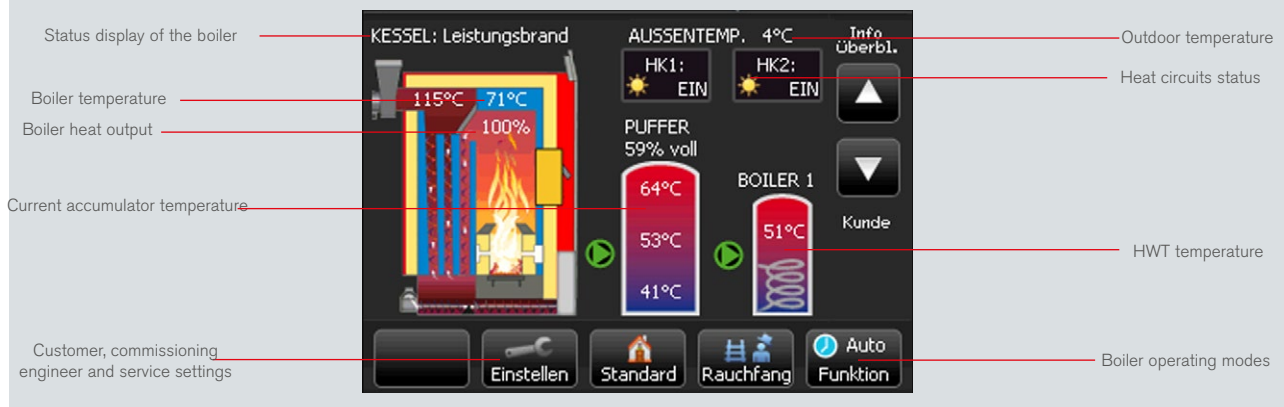 Status display of the boiler
Boiler temperature
Boiler heat output
Current accumulator temperature
Customer, commissioning
engineer and service settings
KESSEL: Leistungsbrand
AUSSENTEMP. 4°C
Info
Überbl.
HK1:
EIN
HK2:
EIN
115°C 71°C
100%
PUFFER
59% voll
64°C
53°C
41°C
BOILER 1
51°C
Kunde
Einstellen
Standard
Rauchfang
Auto
Funktion
Outdoor temperature
Heat circuits status
HWT temperature
Boiler operating modes